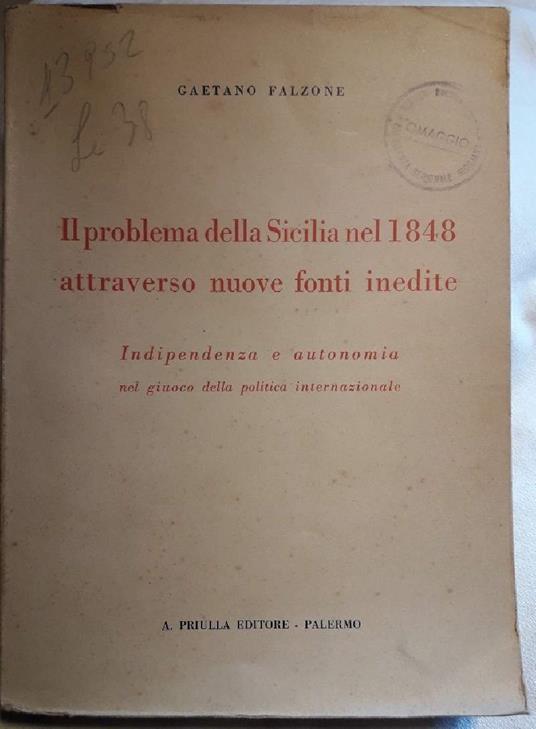 13952
Le 38
GAETANO FALZONE
OMAGGIO
Il problema della Sicilia nel 1848
attraverso nuove fonti inedite
Indipendenza e autonomia
nel giuoco della politica internazionale
A. PRIULLA EDITORE - PALERMO